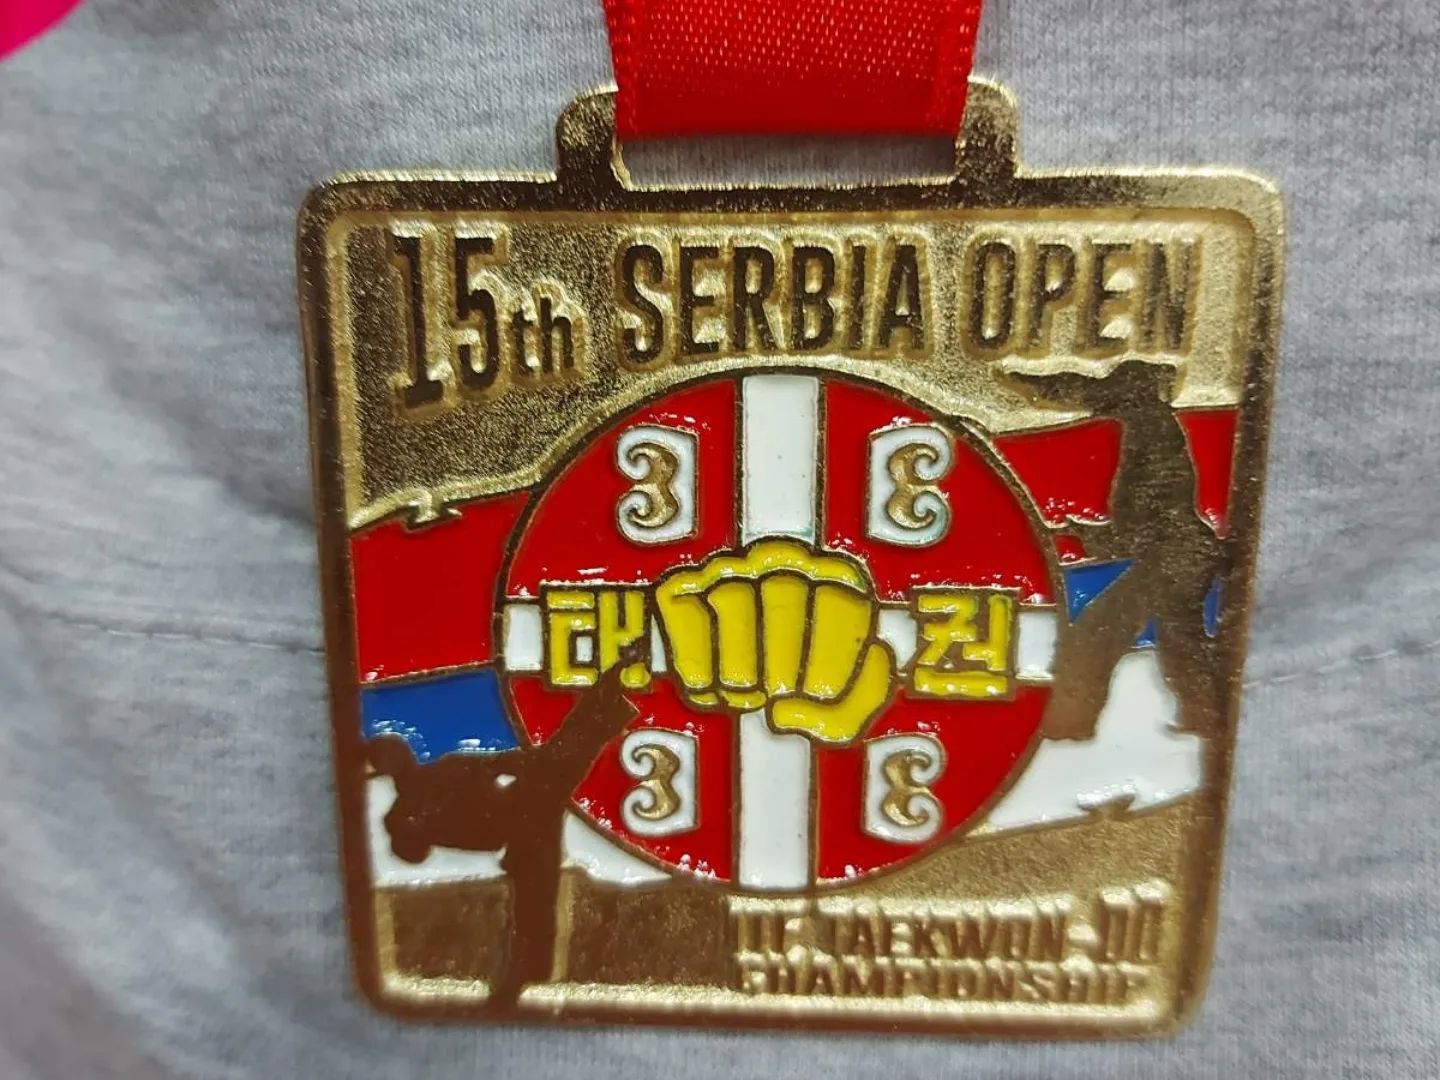 15th SERBIA OPEN
태 권
ITF TAEKWON-DO
CHAMPIONSHIP